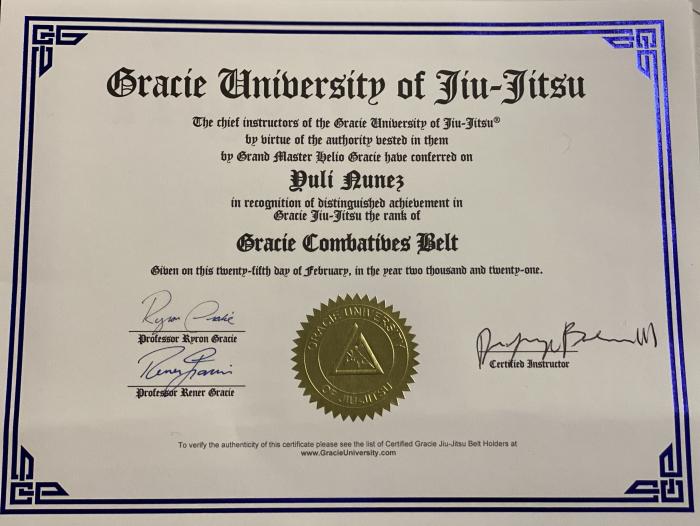 Gracie University of Jiu-Jitsu
The chief instructors of the Gracie University of Jiu-Jitsu®
by virtue of the authority vested in them
by Grand Master Helio Gracie have conferred on
Yuli Nunez
in recognition of distinguished achievement in
Gracie Jiu-Jitsu the rank of
Gracie Combatives Belt
Given on this twenty-fifth day of February, in the year two thousand and twenty-one.
Ryron Gracie
Professor Ryron Gracie
Rener Gracie
Professor Rener Gracie
GRACIE UNIVERSITY
OF JIU-JITSU
Certified Instructor
To verify the authenticity of this certificate please see the list of Certified Gracie Jiu-Jitsu Belt Holders at
www.GracieUniversity.com